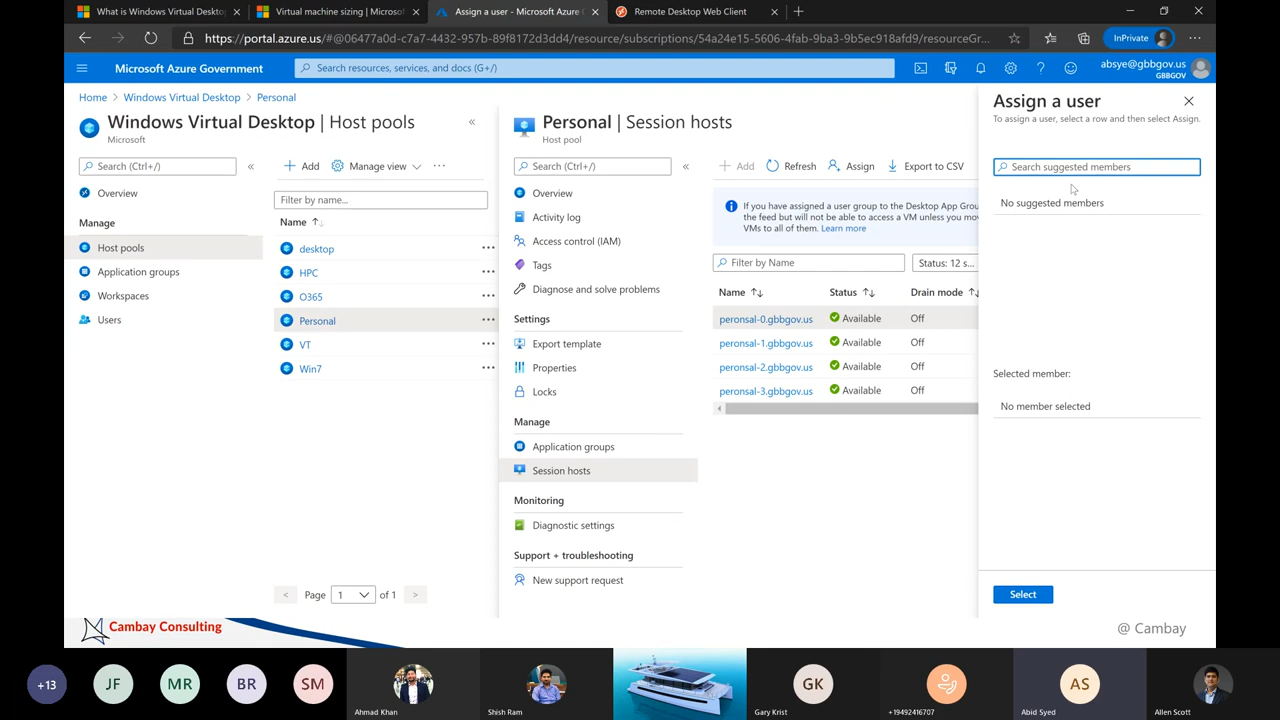 What is Windows Virtual Desktop
Virtual machine sizing | Microsoft
Assign a user - Microsoft Azure G
Remote Desktop Web Client
https://portal.azure.us/#@06477a0d-c7a7-4432-957b-89f8172d3dd4/resource/subscriptions/54a24e15-5606-4fab-9ba3-9b5ec918afd9/resourceGr...
InPrivate
Microsoft Azure Government
Search resources, services, and docs (G+/)
absye@gbbgov.us
GBBGOV
Home > Windows Virtual Desktop > Personal
Windows Virtual Desktop | Host pools
Microsoft
Search (Ctrl+/)
Overview
Manage
Host pools
Application groups
Workspaces
Users
Add
Manage view
Filter by name...
Name
desktop
HPC
O365
Personal
VT
Win7
Page 1 of 1
Personal | Session hosts
Host pool
Search (Ctrl+/)
Overview
Activity log
Access control (IAM)
Tags
Diagnose and solve problems
Settings
Export template
Properties
Locks
Manage
Application groups
Session hosts
Monitoring
Diagnostic settings
Support + troubleshooting
New support request
Add Refresh Assign Export to CSV
If you have assigned a user group to the Desktop App Grou
the feed but will not be able to access a VM unless you mov
VMs to all of them. Learn more
Filter by Name
Status: 12 s...
Name Status Drain mode
peronsal-0.gbbgov.us Available Off
peronsal-1.gbbgov.us Available Off
peronsal-2.gbbgov.us Available Off
peronsal-3.gbbgov.us Available Off
Assign a user
To assign a user, select a row and then select Assign.
Search suggested members
No suggested members
Selected member:
No member selected
Select
Cambay Consulting
@ Cambay
+13
JF
MR
BR
SM
Ahmad Khan
Shish Ram
GK
Gary Krist
+19492416707
AS
Abid Syed
Allen Scott